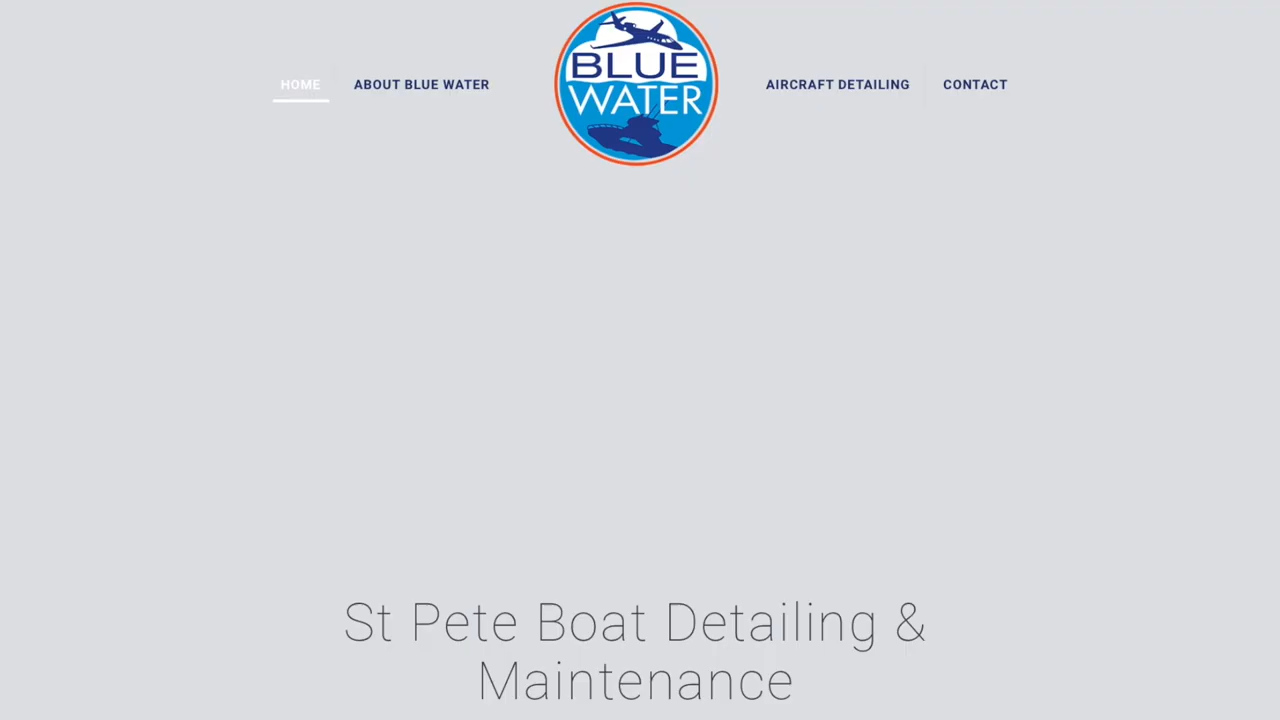 HOME
ABOUT BLUE WATER
BLUE
WATER
AIRCRAFT DETAILING
CONTACT
St Pete Boat Detailing &
Maintenance